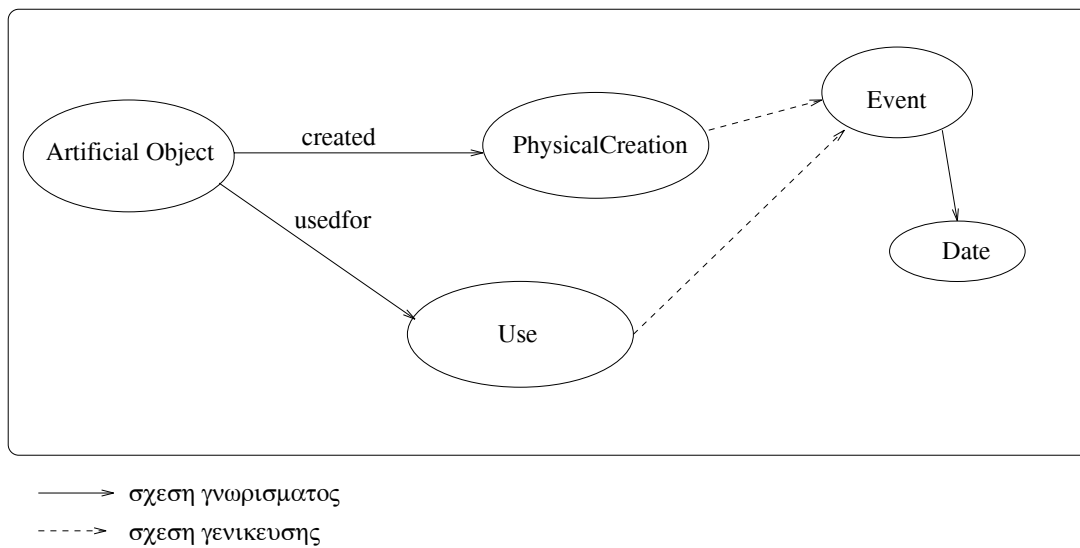 Event
created
Artificial Object
PhysicalCreation
usedfor
Date
Use
σχεση γνωρισματος
σχεση γενικευσης